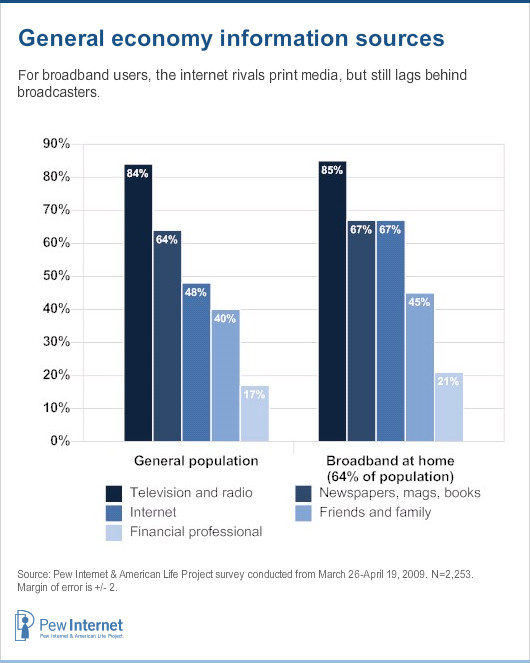 General economy information sources
For broadband users, the internet rivals print media, but still lags behind
broadcasters.
90%
80%
70%
60%
50%
40%
30%
20%
10%
0%
84%
64%
48%
40%
17%
85%
67%
67%
45%
21%
General population
Broadband at home
(64% of population)
Television and radio
Newspapers, mags, books
Internet
Friends and family
Financial professional
Source: Pew Internet & American Life Project survey conducted from March 26-April 19, 2009. N=2,253.
Margin of error is +/- 2.
Pew Internet
Pew Internet & American Life Project